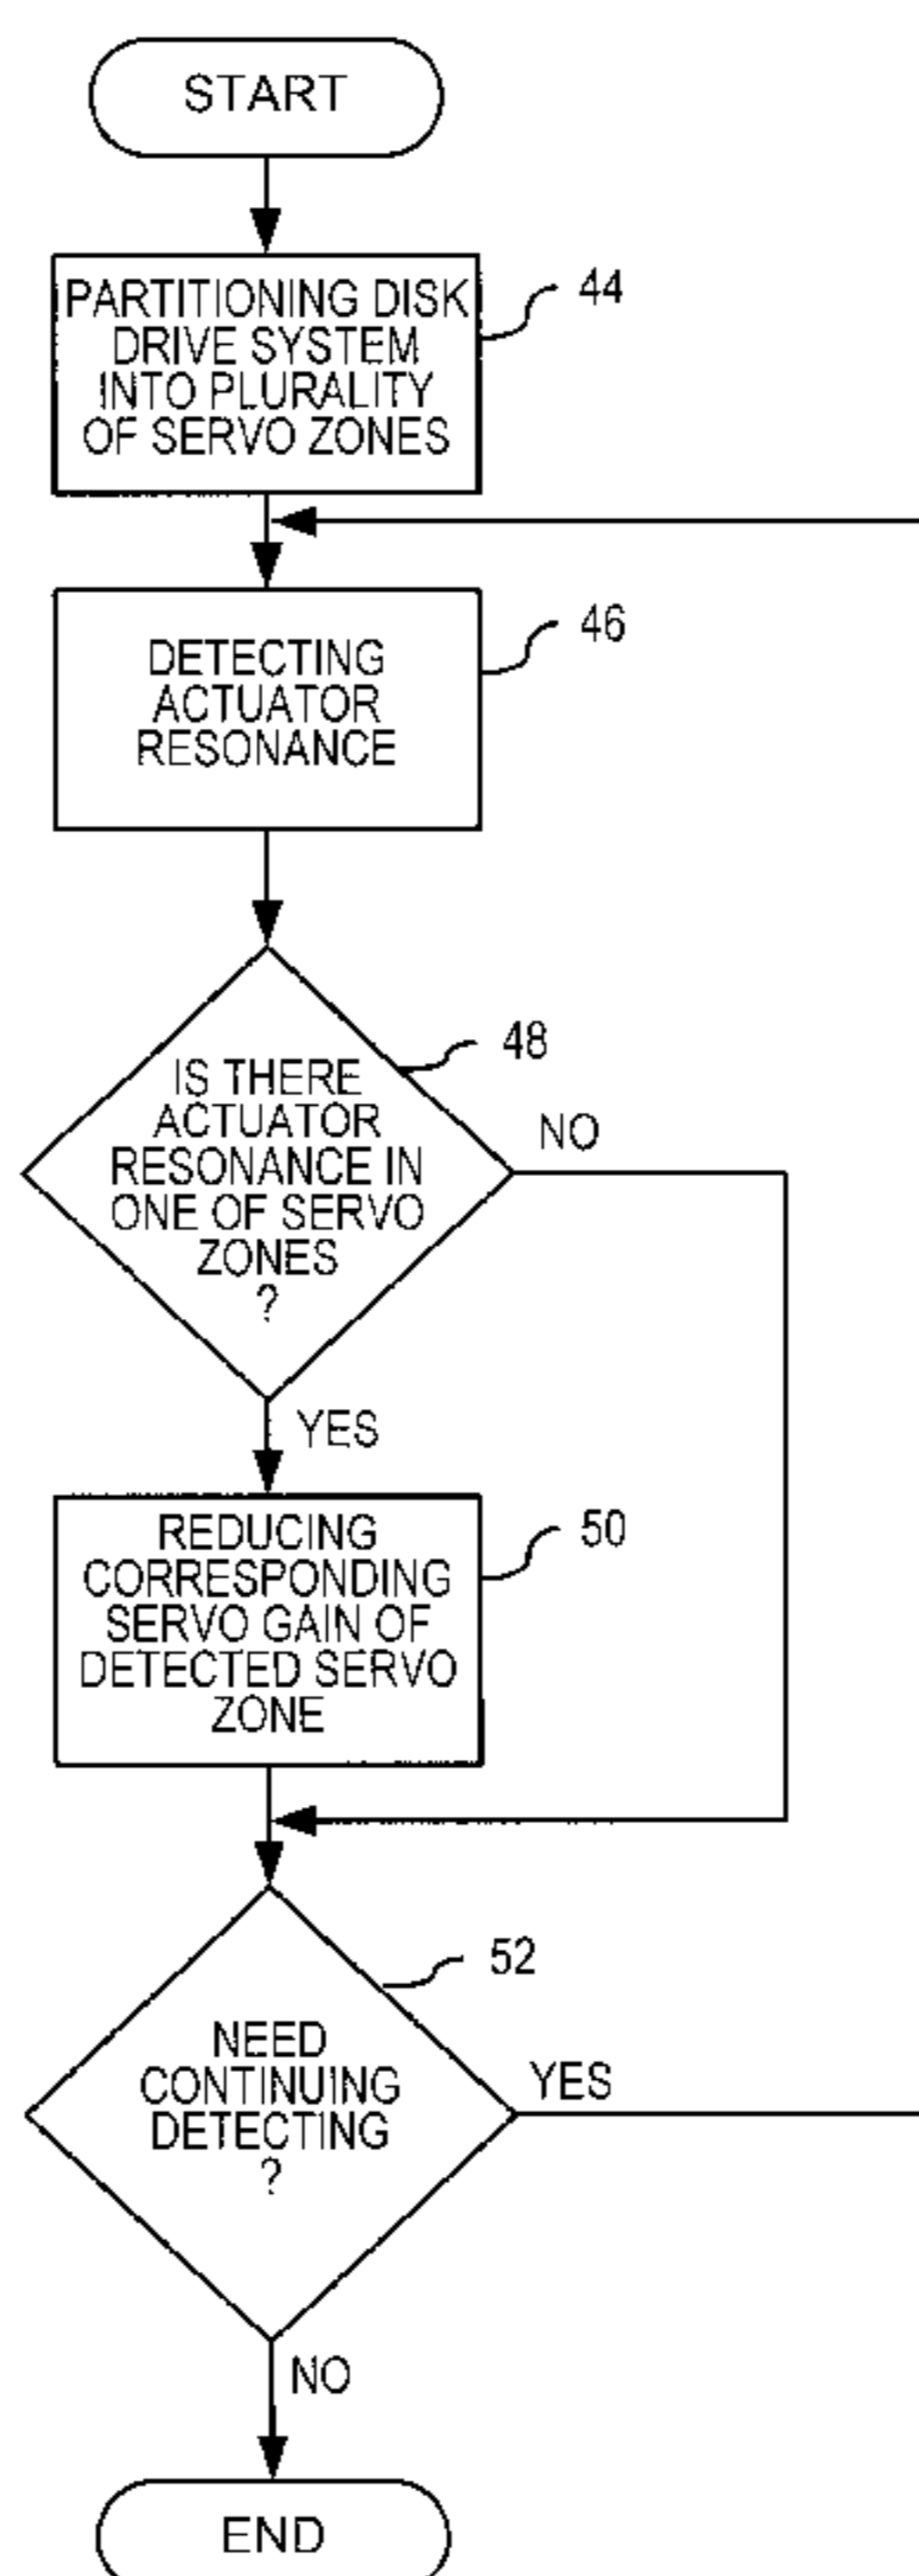 START
PARTITIONING DISK
DRIVE SYSTEM
INTO PLURALITY
OF SERVO ZONES
44
DETECTING
ACTUATOR
RESONANCE
46
IS THERE
ACTUATOR
RESONANCE IN
ONE OF SERVO
ZONES
?
48
NO
YES
REDUCING
CORRESPONDING
SERVO GAIN OF
DETECTED SERVO
ZONE
50
NEED
CONTINUING
DETECTING
?
52
YES
NO
END